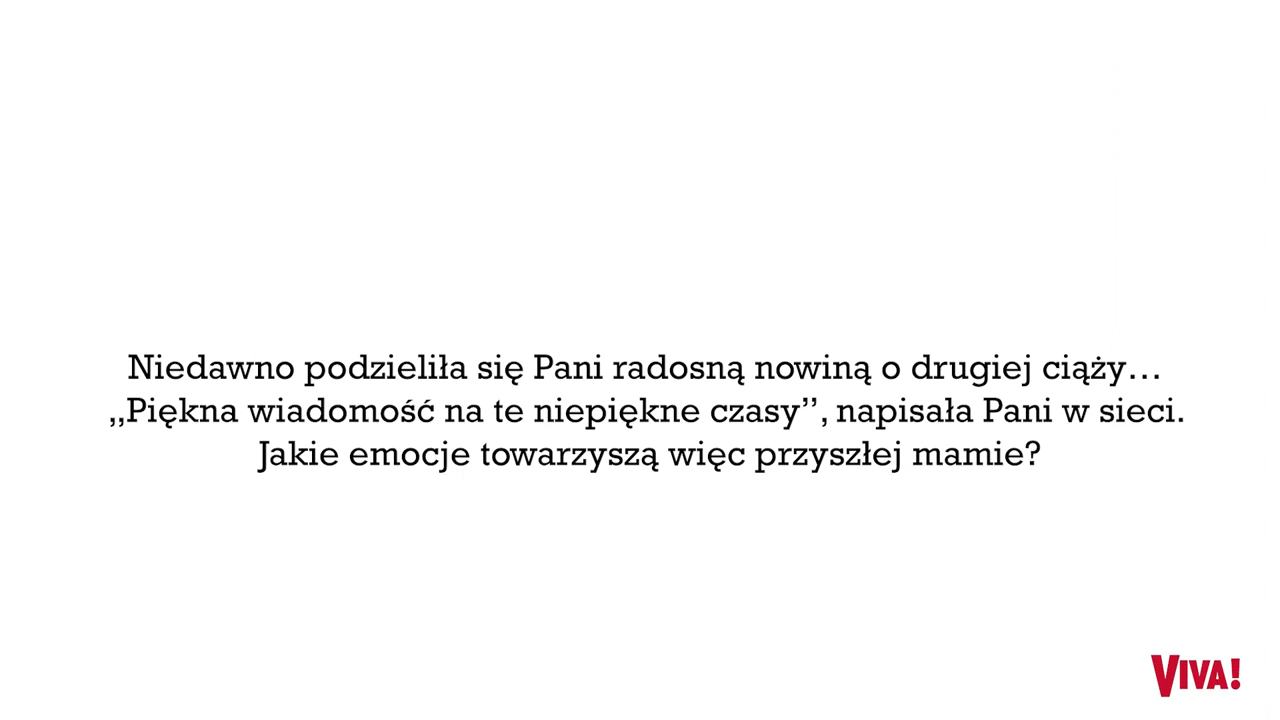 Niedawno podzieliła się Pani radosną nowiną o drugiej ciąży…
„Piękna wiadomość na te niepiękne czasy”, napisała Pani w sieci.
Jakie emocje towarzyszą więc przyszłej mamie?
VIVA!